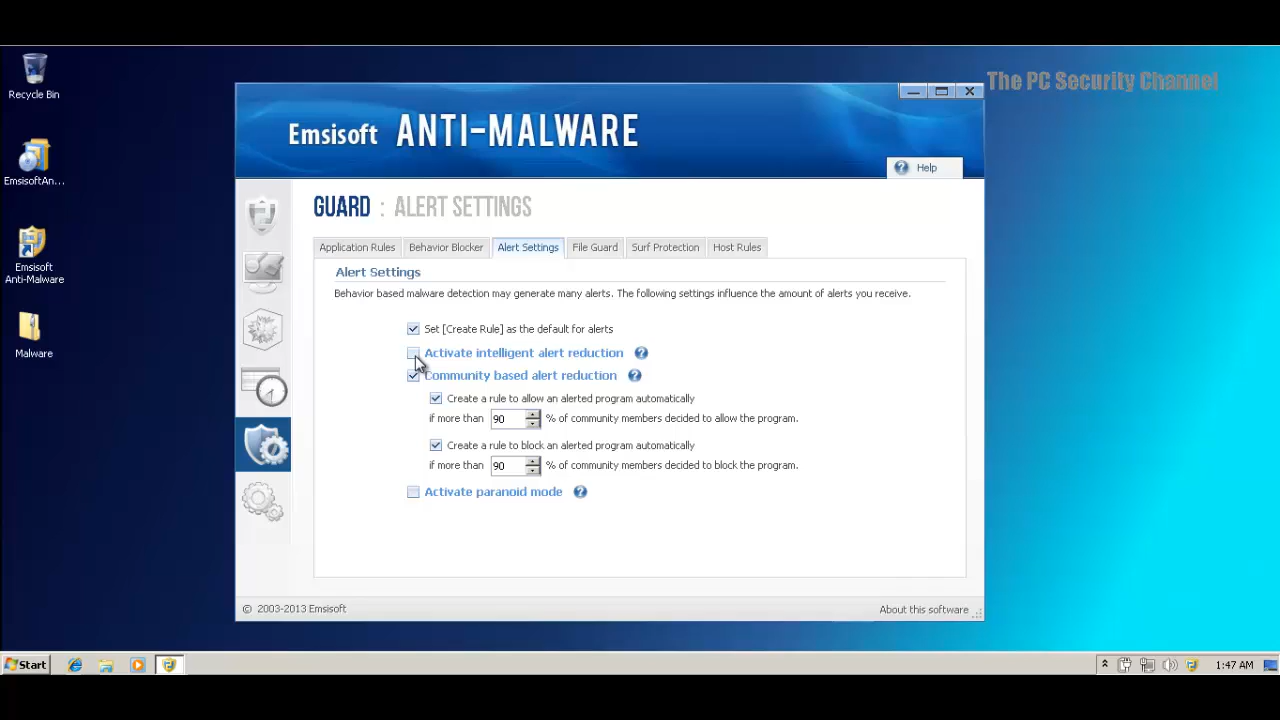 The PC Security Channel
Recycle Bin
EmsisoftAn...
Emsisoft
Anti-Malware
Malware
Emsisoft ANTI-MALWARE
Help
GUARD : ALERT SETTINGS
Application Rules Behavior Blocker Alert Settings File Guard Surf Protection Host Rules
Alert Settings
Behavior based malware detection may generate many alerts. The following settings influence the amount of alerts you receive.
Set [Create Rule] as the default for alerts
Activate intelligent alert reduction
Community based alert reduction
Create a rule to allow an alerted program automatically
if more than 90 % of community members decided to allow the program.
Create a rule to block an alerted program automatically
if more than 90 % of community members decided to block the program.
Activate paranoid mode
© 2003-2013 Emsisoft About this software
Start 1:47 AM